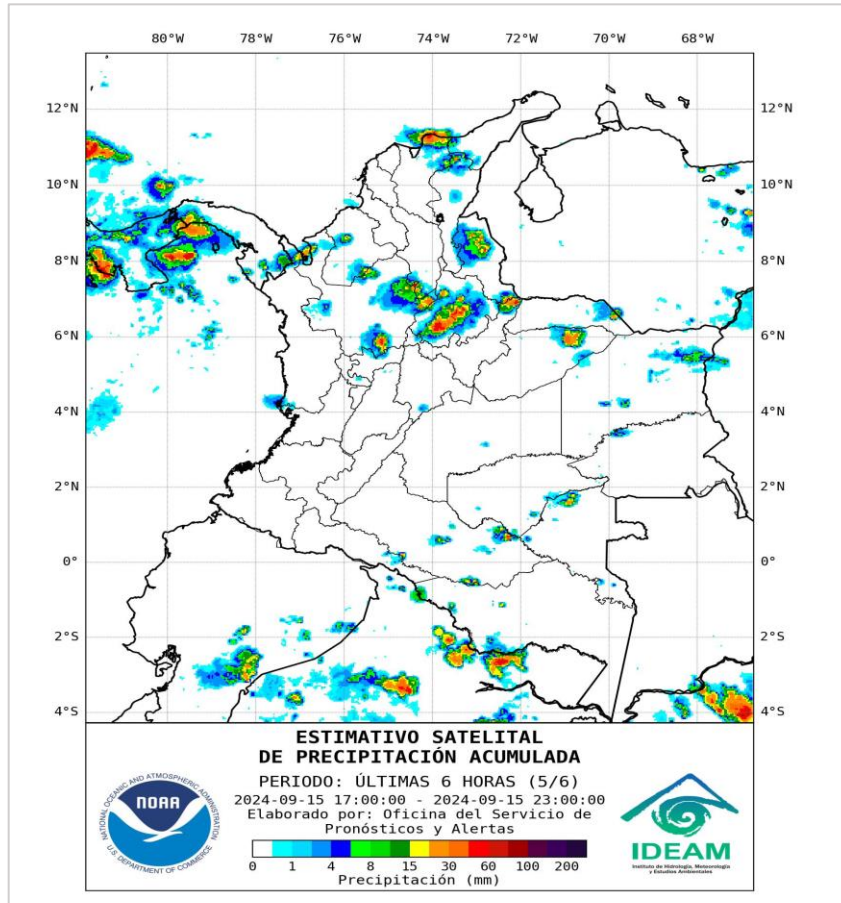 80°W 78°W 76°W 74°W 72°W 70°W 68°W
12°N 12°N
10°N 10°N
8°N 8°N
6°N 6°N
4°N 4°N
2°N 2°N
0° 0°
2°S 2°S
4°S 4°S
ESTIMATIVO SATELITAL
DE PRECIPITACIÓN ACUMULADA
PERIODO: ÚLTIMAS 6 HORAS (5/6)
2024-09-15 17:00:00 - 2024-09-15 23:00:00
Elaborado por: Oficina del Servicio de
Pronósticos y Alertas
0 1 4 8 15 30 60 100 200
Precipitación (mm)
NATIONAL OCEANIC AND ATMOSPHERIC ADMINISTRATION
NOAA
U.S. DEPARTMENT OF COMMERCE
IDEAM
Instituto de Hidrología, Meteorología
y Estudios Ambientales